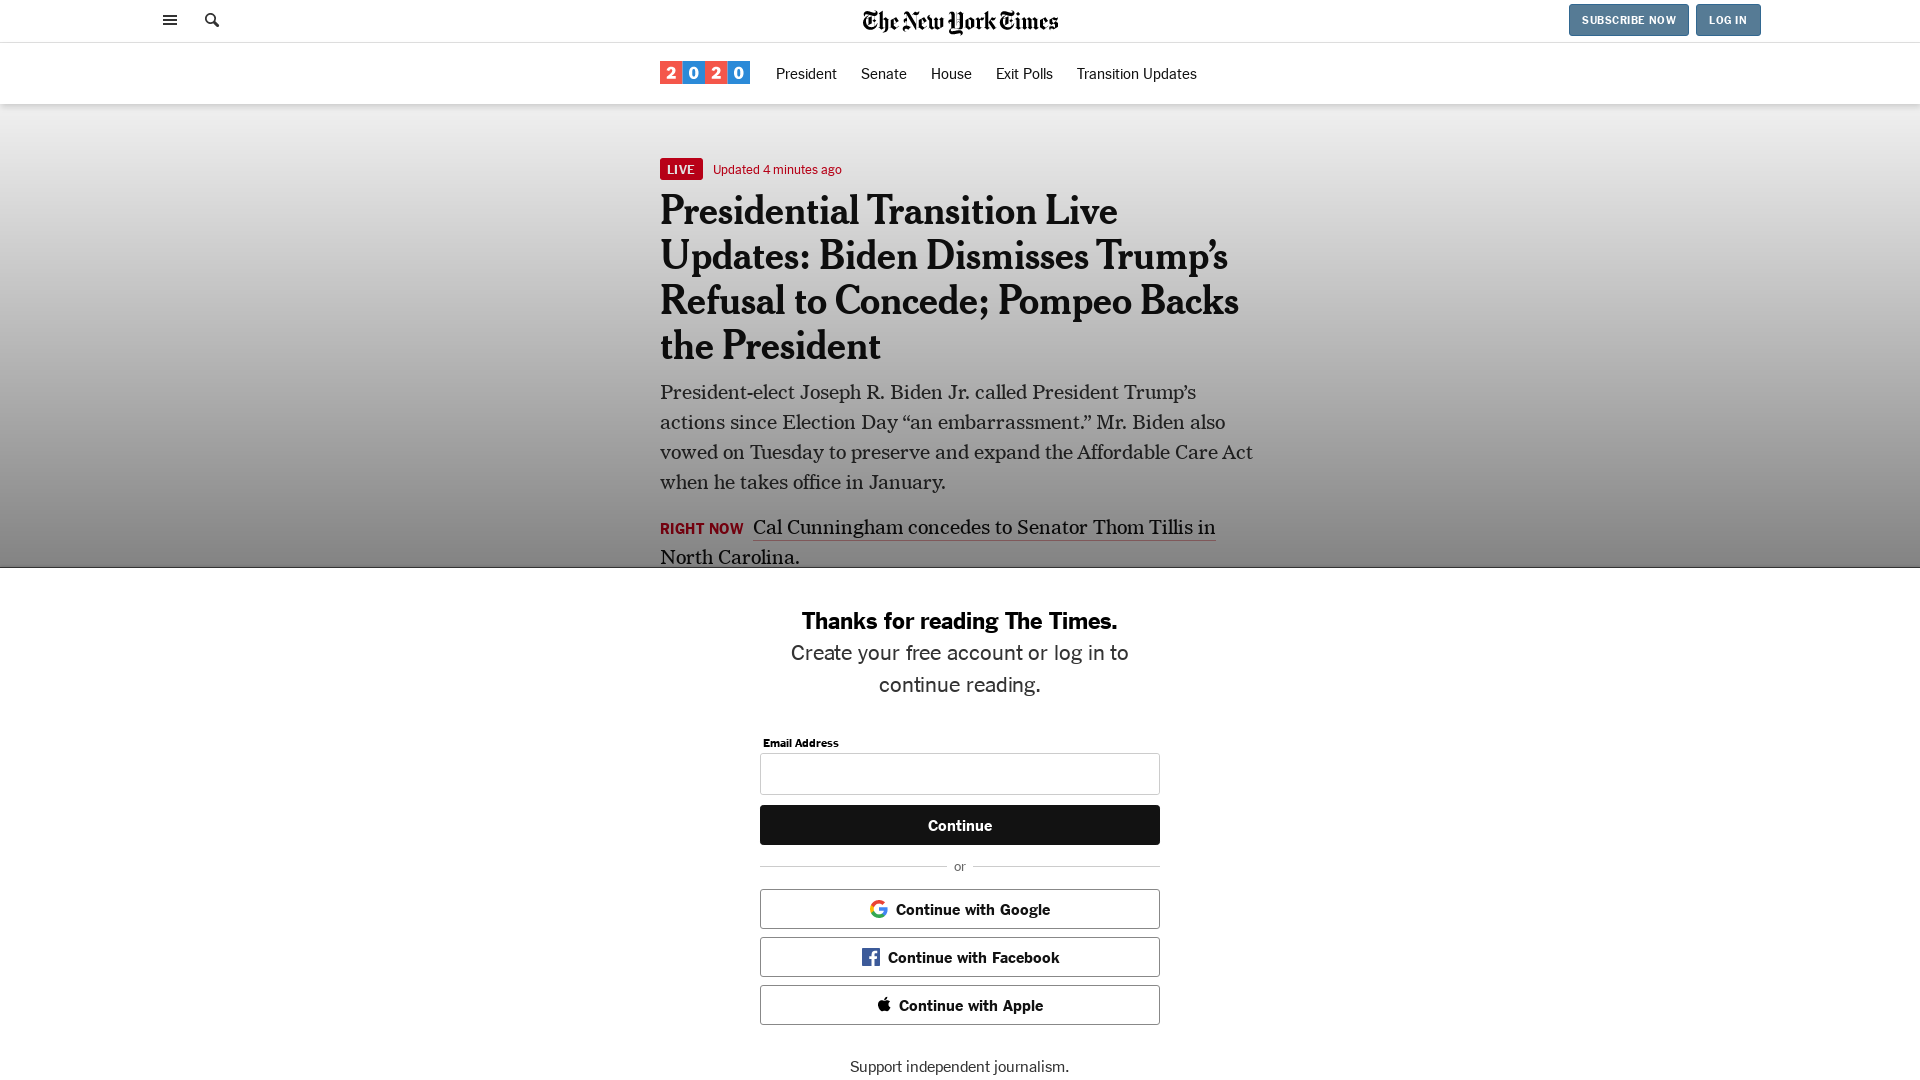 The New York Times
SUBSCRIBE NOW
LOG IN
2020
President
Senate
House
Exit Polls
Transition Updates
LIVE
Updated 4 minutes ago
Presidential Transition Live
Updates: Biden Dismisses Trump’s
Refusal to Concede; Pompeo Backs
the President
President-elect Joseph R. Biden Jr. called President Trump’s
actions since Election Day “an embarrassment.” Mr. Biden also
vowed on Tuesday to preserve and expand the Affordable Care Act
when he takes office in January.
RIGHT NOW Cal Cunningham concedes to Senator Thom Tillis in
North Carolina.
Thanks for reading The Times.
Create your free account or log in to
continue reading.
Email Address
Continue
or
Continue with Google
Continue with Facebook
Continue with Apple
Support independent journalism.